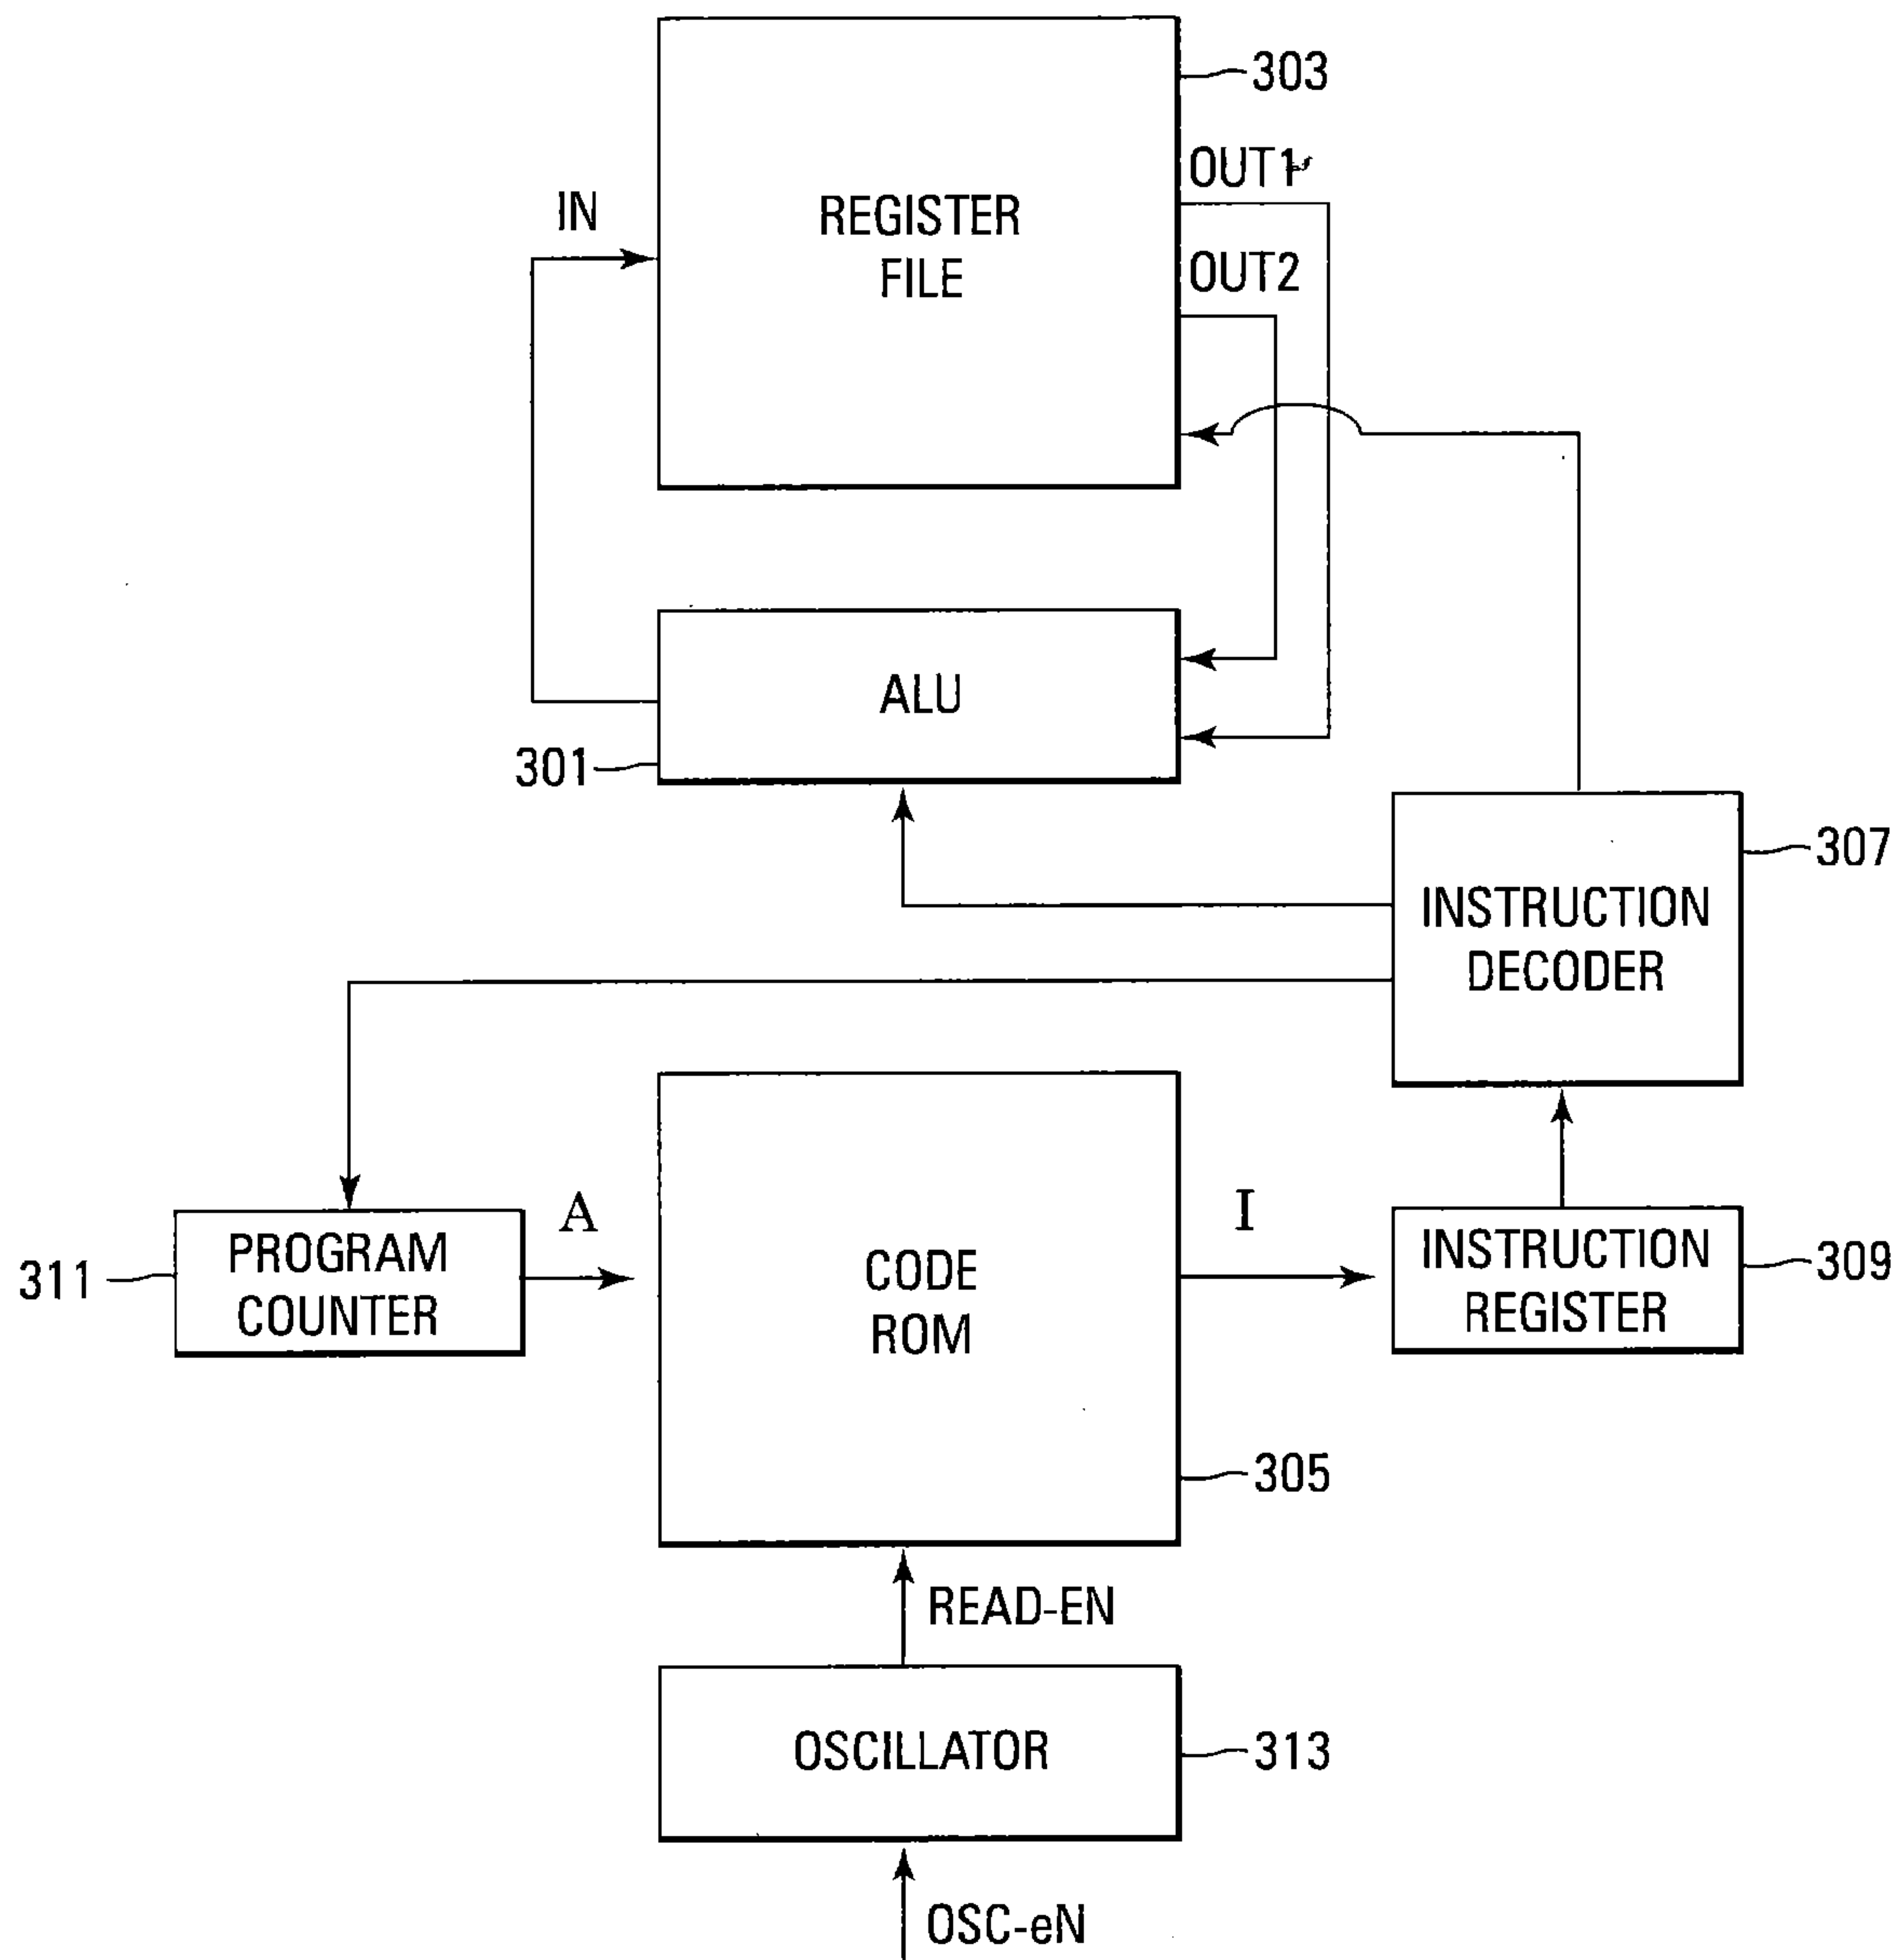 303
OUT1
IN
REGISTER
FILE
OUT2
ALU
301
307
INSTRUCTION
DECODER
A
I
PROGRAM
COUNTER
311
CODE
ROM
INSTRUCTION
REGISTER
309
305
READ-EN
OSCILLATOR
313
OSC-eN